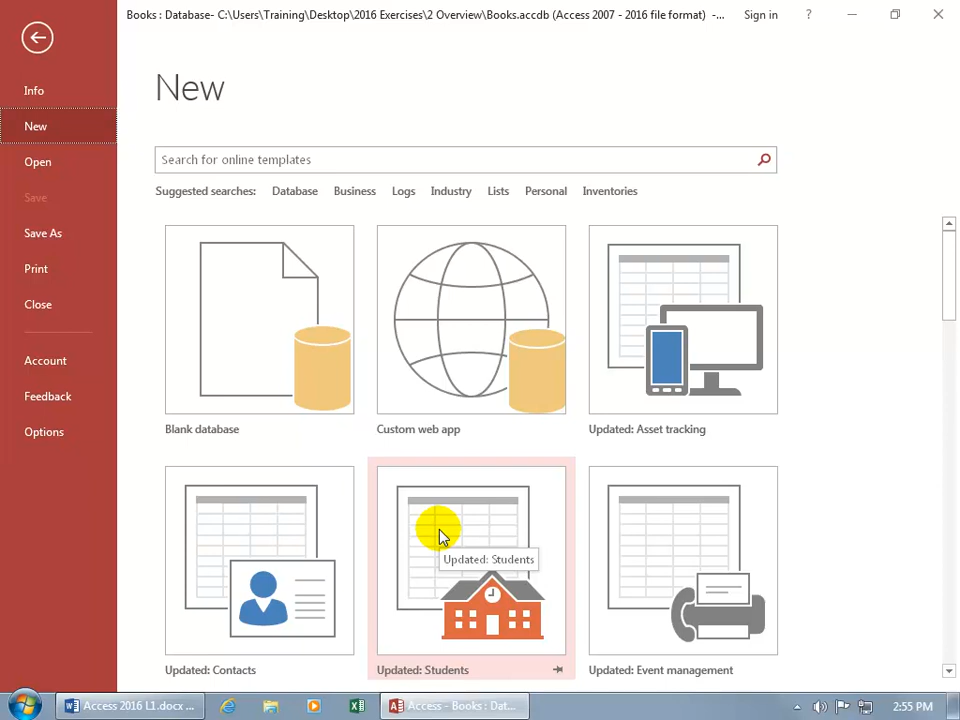 Books : Database- C:\Users\Training\Desktop\2016 Exercises\2 Overview\Books.accdb (Access 2007 - 2016 file format) -...
Sign in
?
Info
New
Open
Save
Save As
Print
Close
Account
Feedback
Options
New
Search for online templates
Suggested searches: Database Business Logs Industry Lists Personal Inventories
Blank database
Custom web app
Updated: Asset tracking
Updated: Students
Updated: Contacts
Updated: Students
Updated: Event management
Access 2016 L1.docx ...
Access - Books : Dat...
2:55 PM